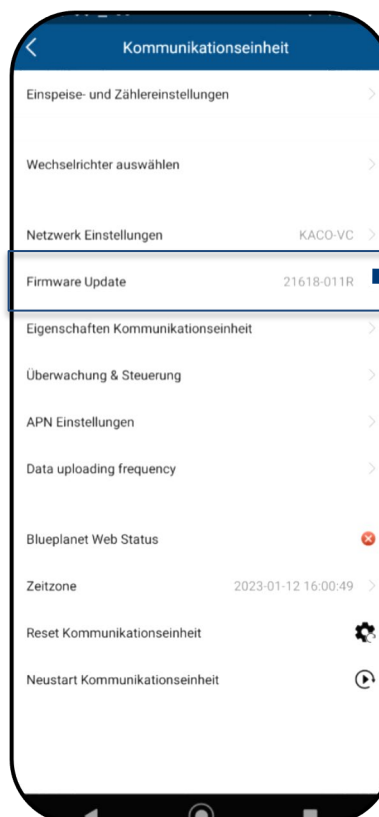 Kommunikationseinheit
Einspeise- und Zählereinstellungen
Wechselrichter auswählen
Netzwerk Einstellungen KACO-VC
Firmware Update 21618-011R
Eigenschaften Kommunikationseinheit
Überwachung & Steuerung
APN Einstellungen
Data uploading frequency
Blueplanet Web Status
Zeitzone 2023-01-12 16:00:49
Reset Kommunikationseinheit
Neustart Kommunikationseinheit